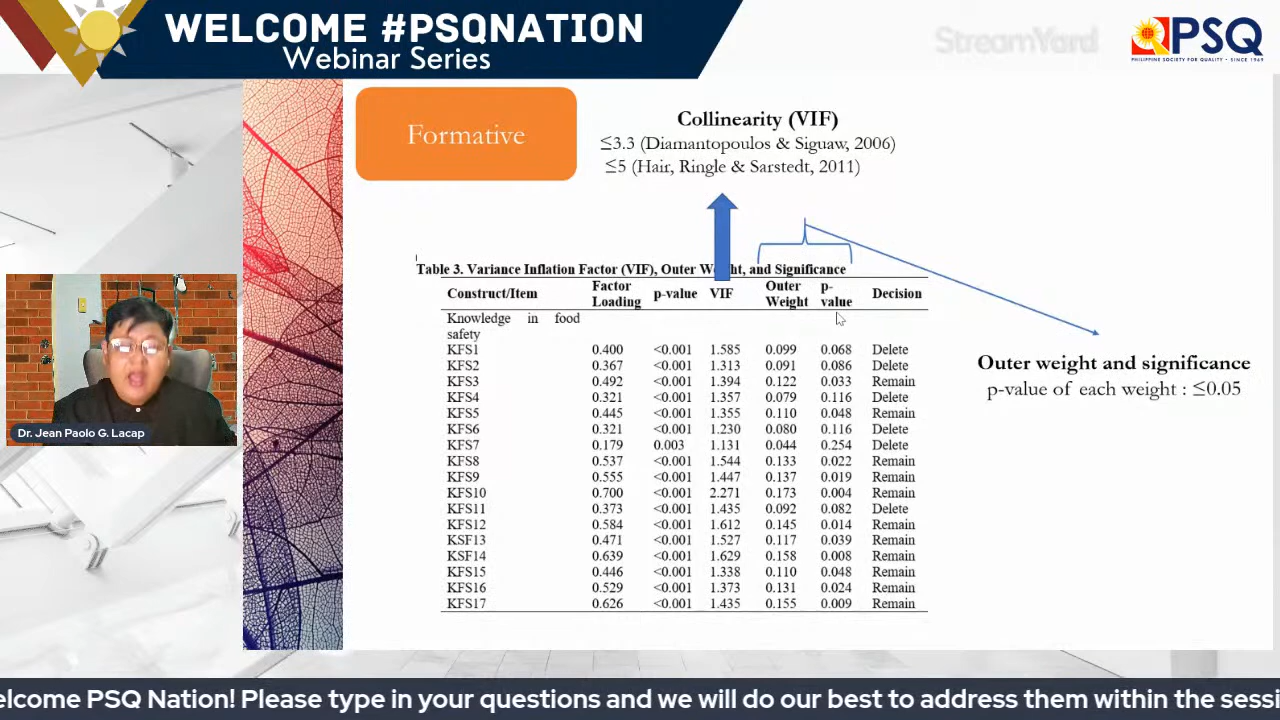 WELCOME #PSQNATION
Webinar Series
StreamYard
PSQ
PHILIPPINE SOCIETY FOR QUALITY - SINCE 1969
Formative
Collinearity (VIF)
≤3.3 (Diamantopoulos & Siguaw, 2006)
≤5 (Hair, Ringle & Sarstedt, 2011)
Table 3. Variance Inflation Factor (VIF), Outer Weight, and Significance
Construct/Item Factor Loading p-value VIF Outer Weight p-value Decision
Knowledge in food
safety
KFS1 0.400 <0.001 1.585 0.099 0.068 Delete
KFS2 0.367 <0.001 1.313 0.091 0.086 Delete
KFS3 0.492 <0.001 1.394 0.122 0.033 Remain
KFS4 0.321 <0.001 1.357 0.079 0.116 Delete
KFS5 0.445 <0.001 1.355 0.110 0.048 Remain
KFS6 0.321 <0.001 1.230 0.080 0.116 Delete
KFS7 0.179 0.003 1.131 0.044 0.254 Delete
KFS8 0.537 <0.001 1.544 0.133 0.022 Remain
KFS9 0.555 <0.001 1.447 0.137 0.019 Remain
KFS10 0.700 <0.001 2.271 0.173 0.004 Remain
KFS11 0.373 <0.001 1.435 0.092 0.082 Delete
KFS12 0.584 <0.001 1.612 0.145 0.014 Remain
KSF13 0.471 <0.001 1.527 0.117 0.039 Remain
KSF14 0.639 <0.001 1.629 0.158 0.008 Remain
KFS15 0.446 <0.001 1.338 0.110 0.048 Remain
KFS16 0.529 <0.001 1.373 0.131 0.024 Remain
KFS17 0.626 <0.001 1.435 0.155 0.009 Remain
Outer weight and significance
p-value of each weight : ≤0.05
Dr. Jean Paolo G. Lacap
elcome PSQ Nation! Please type in your questions and we will do our best to address them within the sessi